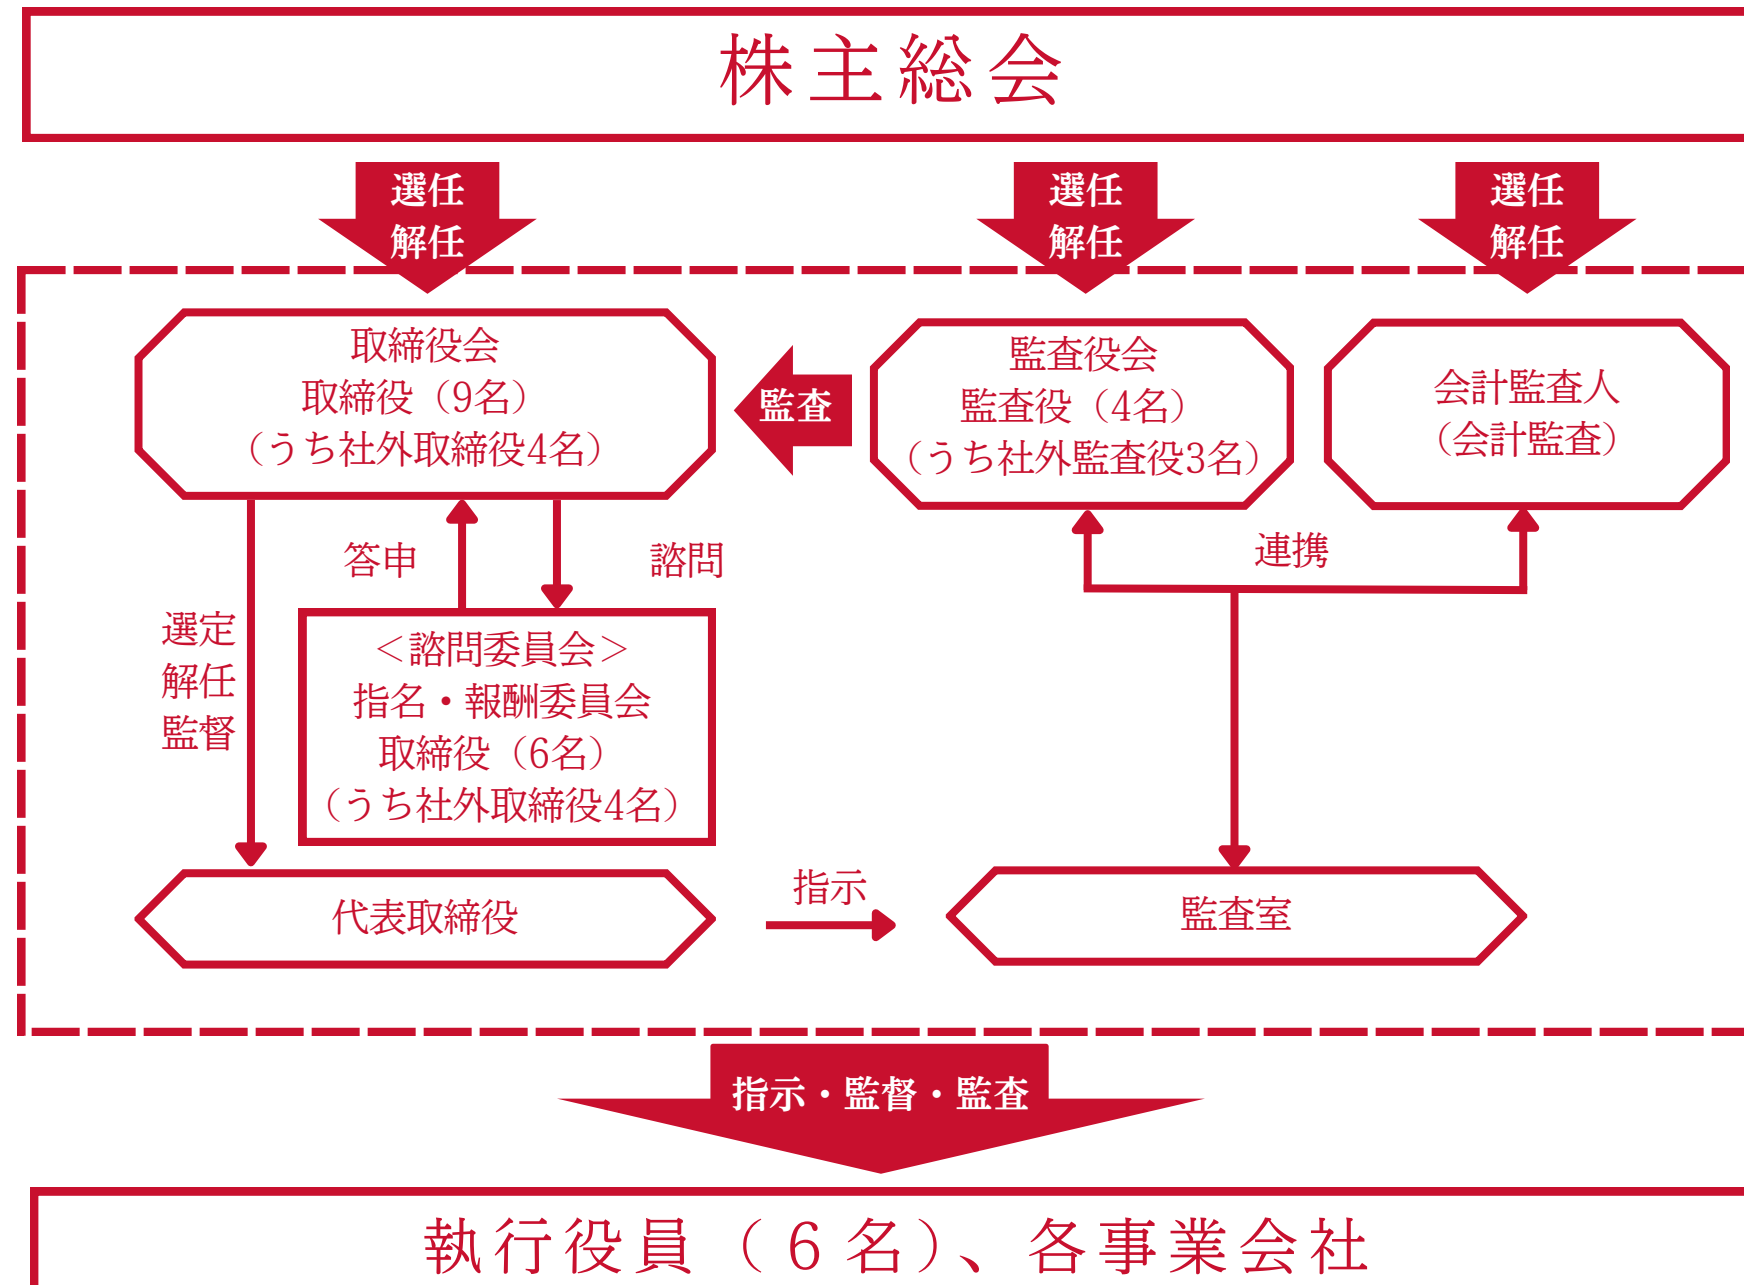 株主総会
選任
解任
選任
解任
選任
解任
取締役会
取締役（9名）
（うち社外取締役4名）
監査
監査役会
監査役（4名）
（うち社外監査役3名）
会計監査人
（会計監査）
答申
諮問
連携
選定
解任
監督
＜諮問委員会＞
指名・報酬委員会
取締役（6名）
（うち社外取締役4名）
代表取締役
指示
監査室
指示・監督・監査
執行役員（６名）、各事業会社